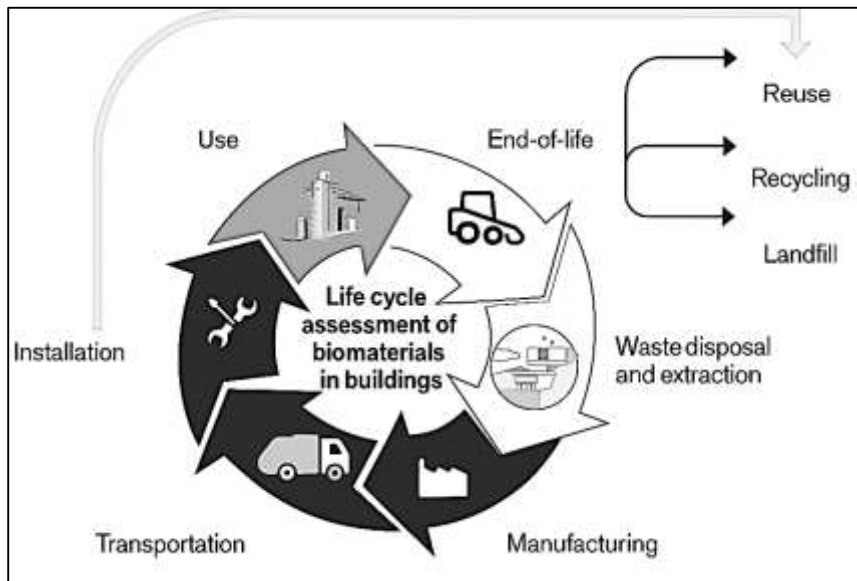 Use
End-of-life
Reuse
Recycling
Landfill
Life cycle
assessment of
biomaterials
in buildings
Installation
Waste disposal
and extraction
Transportation
Manufacturing